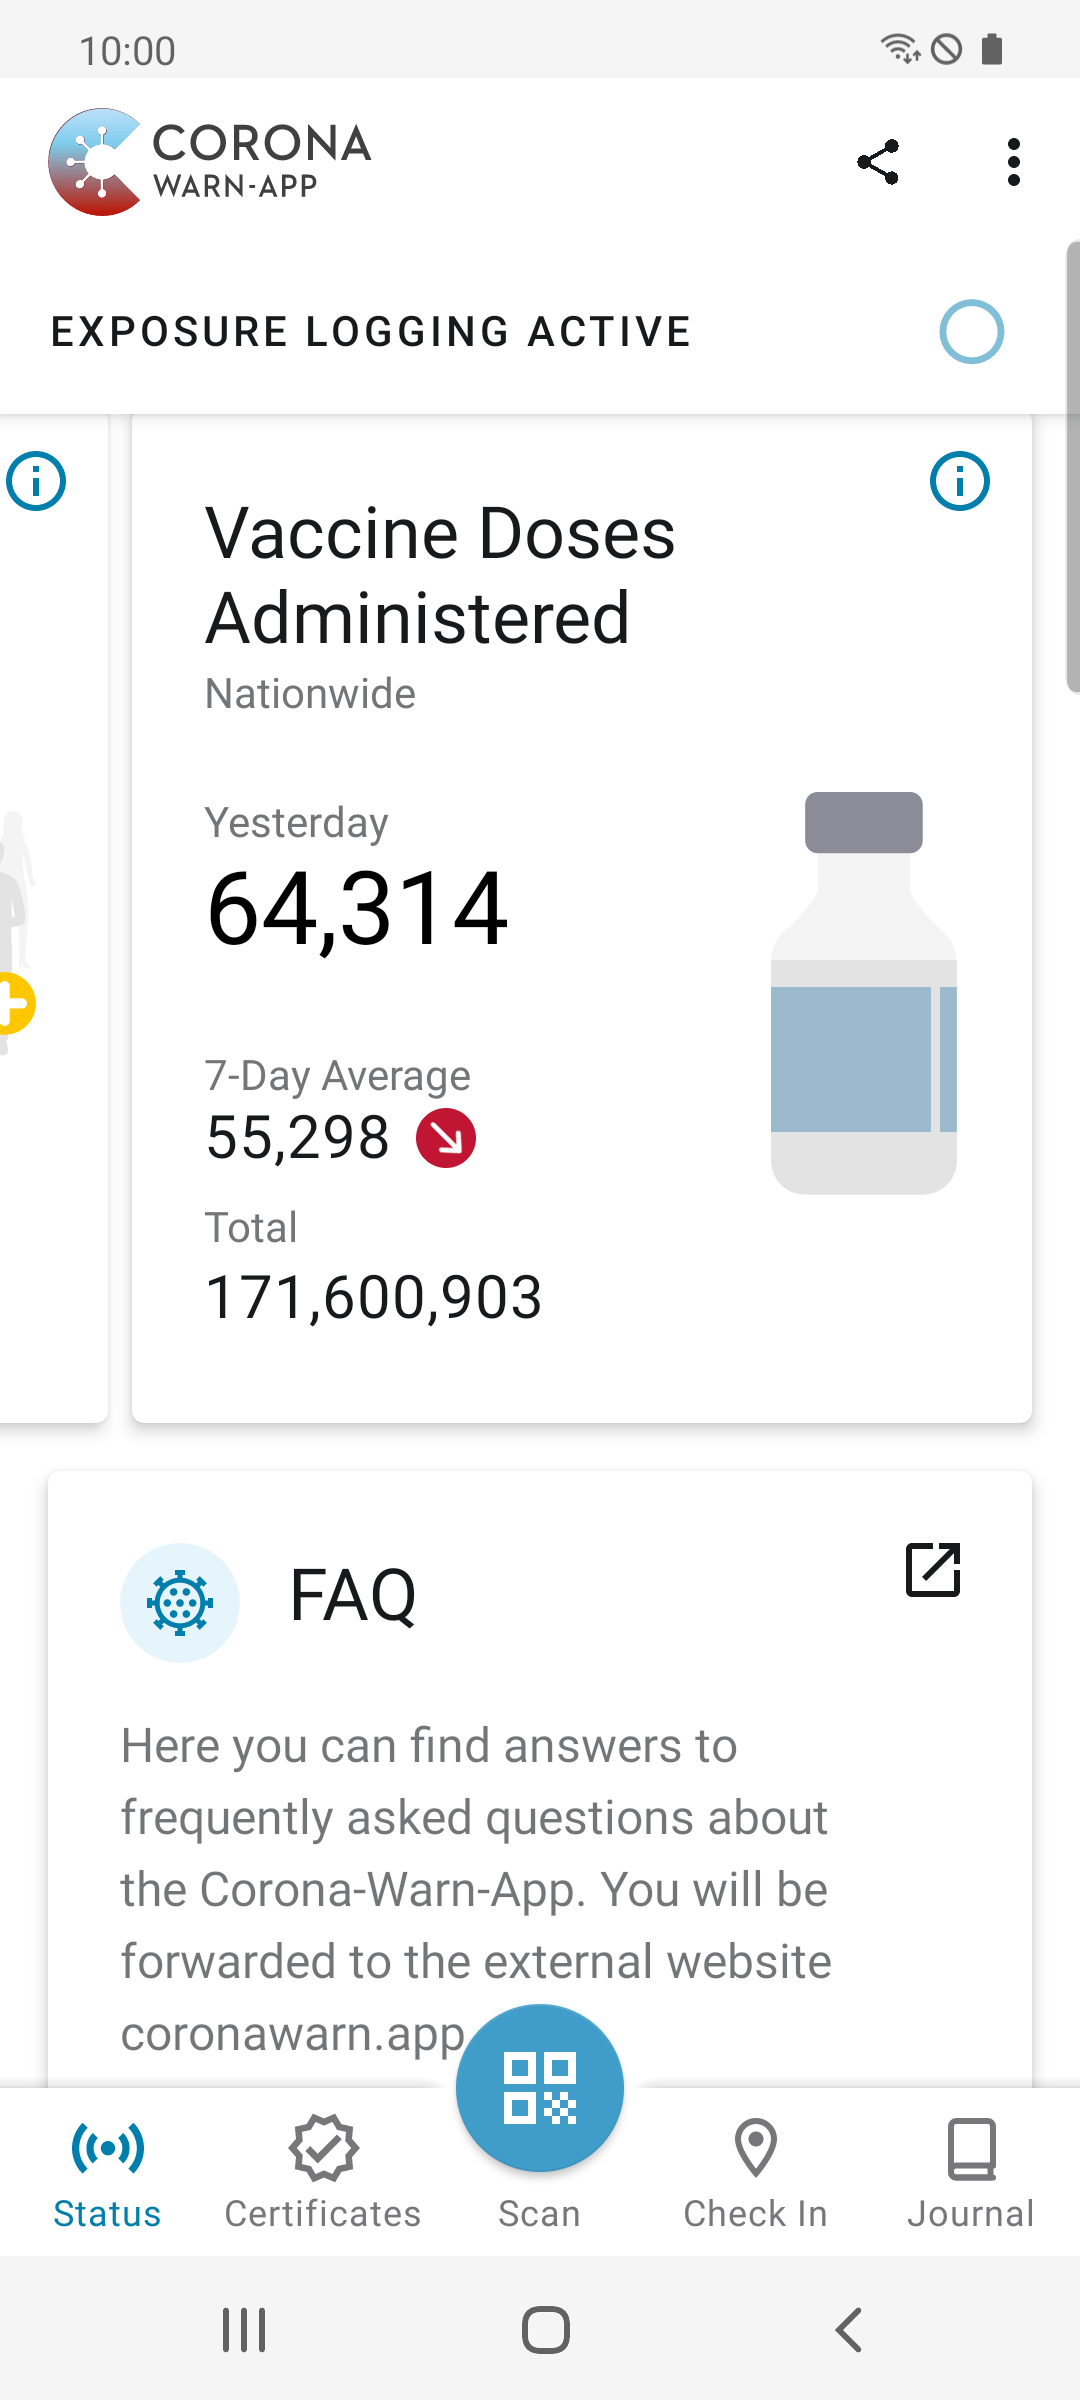 10:00
CORONA
WARN-APP
EXPOSURE LOGGING ACTIVE
Vaccine Doses
Administered
Nationwide
Yesterday
64,314
7-Day Average
55,298
Total
171,600,903
FAQ
Here you can find answers to
frequently asked questions about
the Corona-Warn-App. You will be
forwarded to the external website
coronawarn.app
Status
Certificates
Scan
Check In
Journal